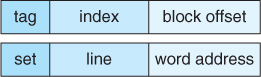 tag index block offset
set line word address